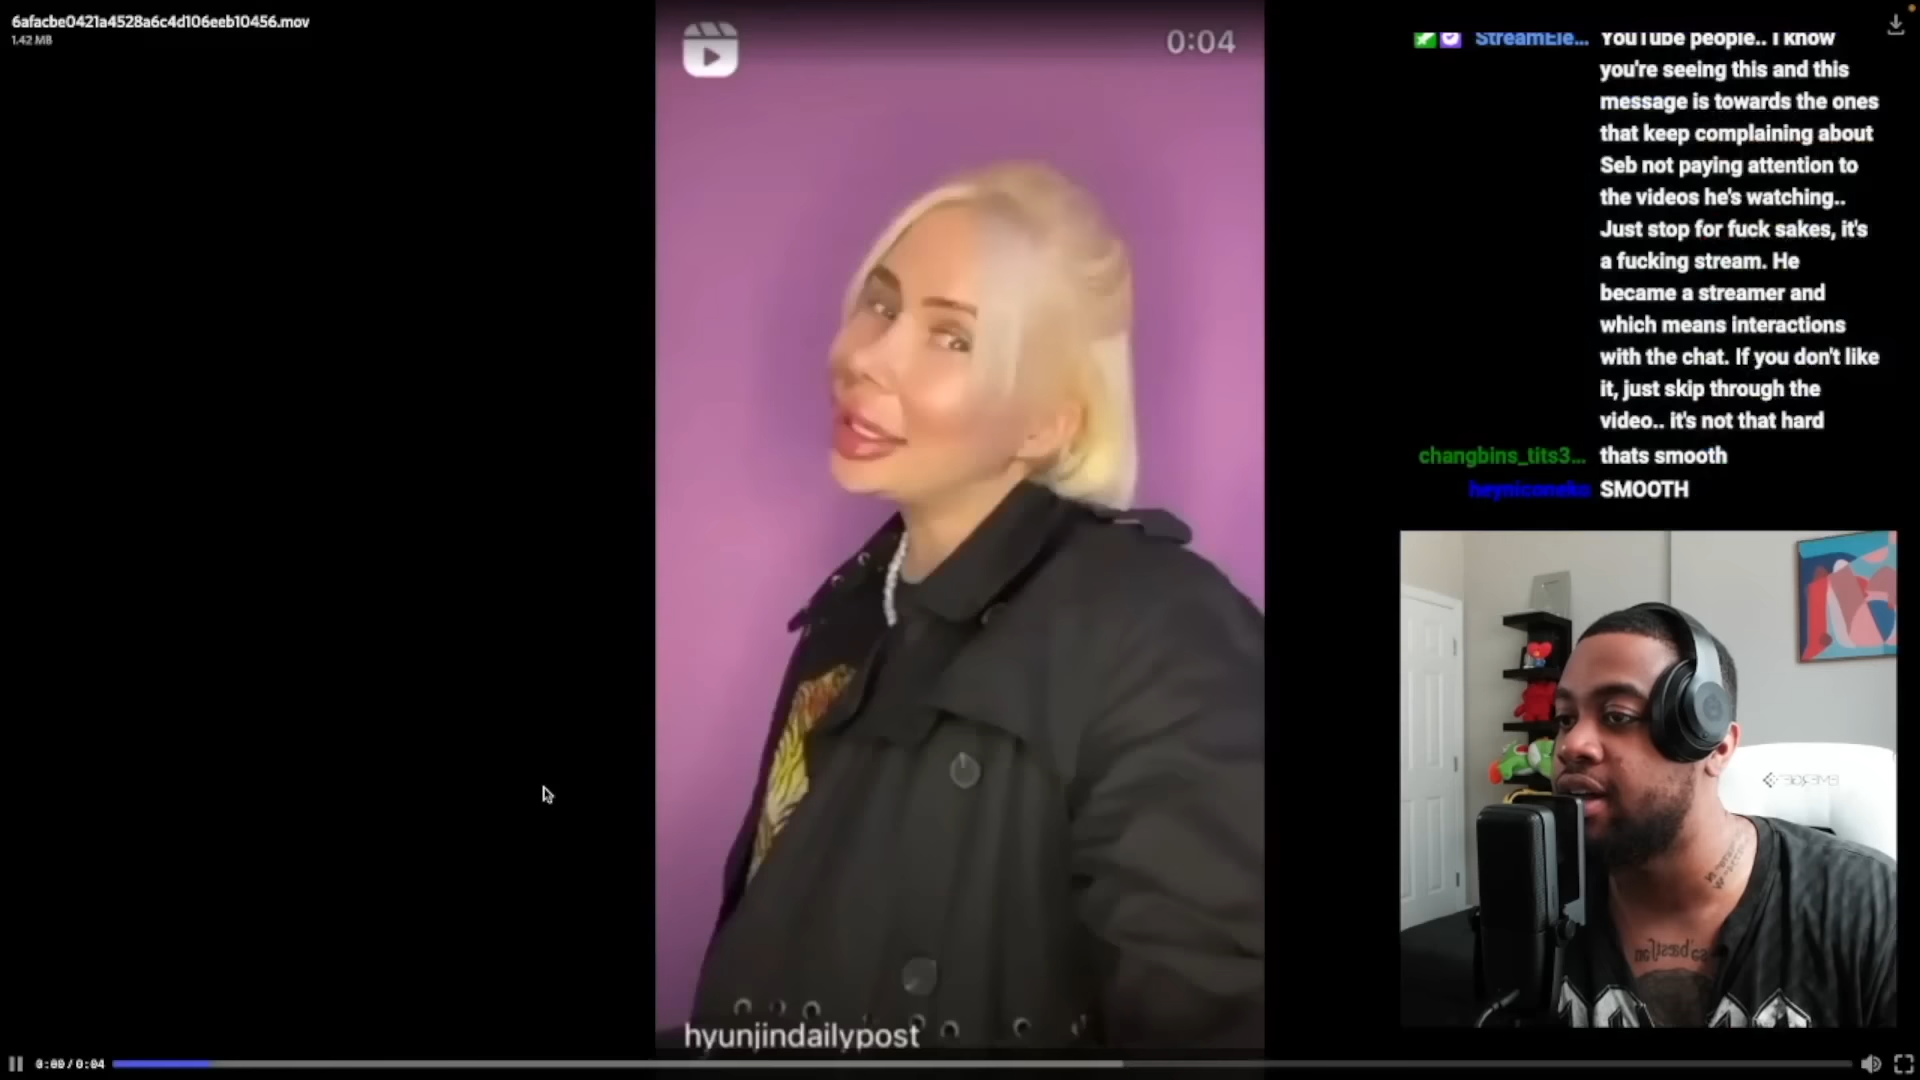 6afacbe0421a4528a6c4d106eeb10456.mov
1.42 MB
0:04
StreamEle... YouTube people.. I know
you're seeing this and this
message is towards the ones
that keep complaining about
Seb not paying attention to
the videos he's watching..
Just stop for fuck sakes, it's
a fucking stream. He
became a streamer and
which means interactions
with the chat. If you don't like
it, just skip through the
video.. it's not that hard
changbins_tits3... thats smooth
heyniconeko SMOOTH
hyunjindailypost
0:00 / 0:04